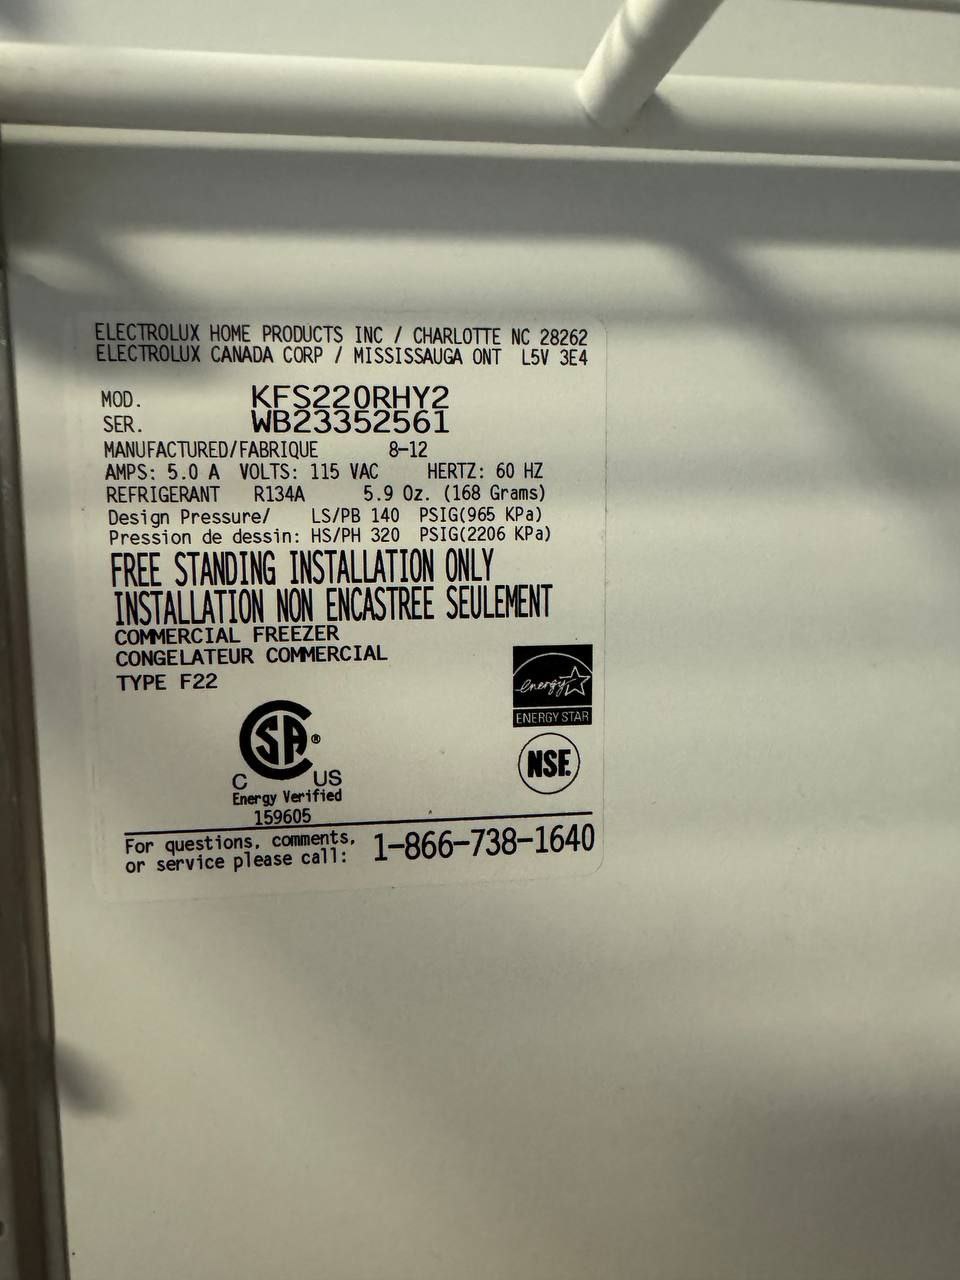 ELECTROLUX HOME PRODUCTS INC / CHARLOTTE NC 28262
ELECTROLUX CANADA CORP / MISSISSAUGA ONT L5V 3E4
MOD. KFS220RHY2
SER. WB23352561
MANUFACTURED/FABRIQUE 8-12
AMPS: 5.0 A VOLTS: 115 VAC HERTZ: 60 HZ
REFRIGERANT R134A 5.9 Oz. (168 Grams)
Design Pressure/ LS/PB 140 PSIG(965 KPa)
Pression de dessin: HS/PH 320 PSIG(2206 KPa)
FREE STANDING INSTALLATION ONLY
INSTALLATION NON ENCASTREE SEULEMENT
COMMERCIAL FREEZER
CONGELATEUR COMMERCIAL
TYPE F22
energy
ENERGY STAR
SA ®
C US
Energy Verified
159605
NSF.
For questions, comments,
or service please call: 1-866-738-1640